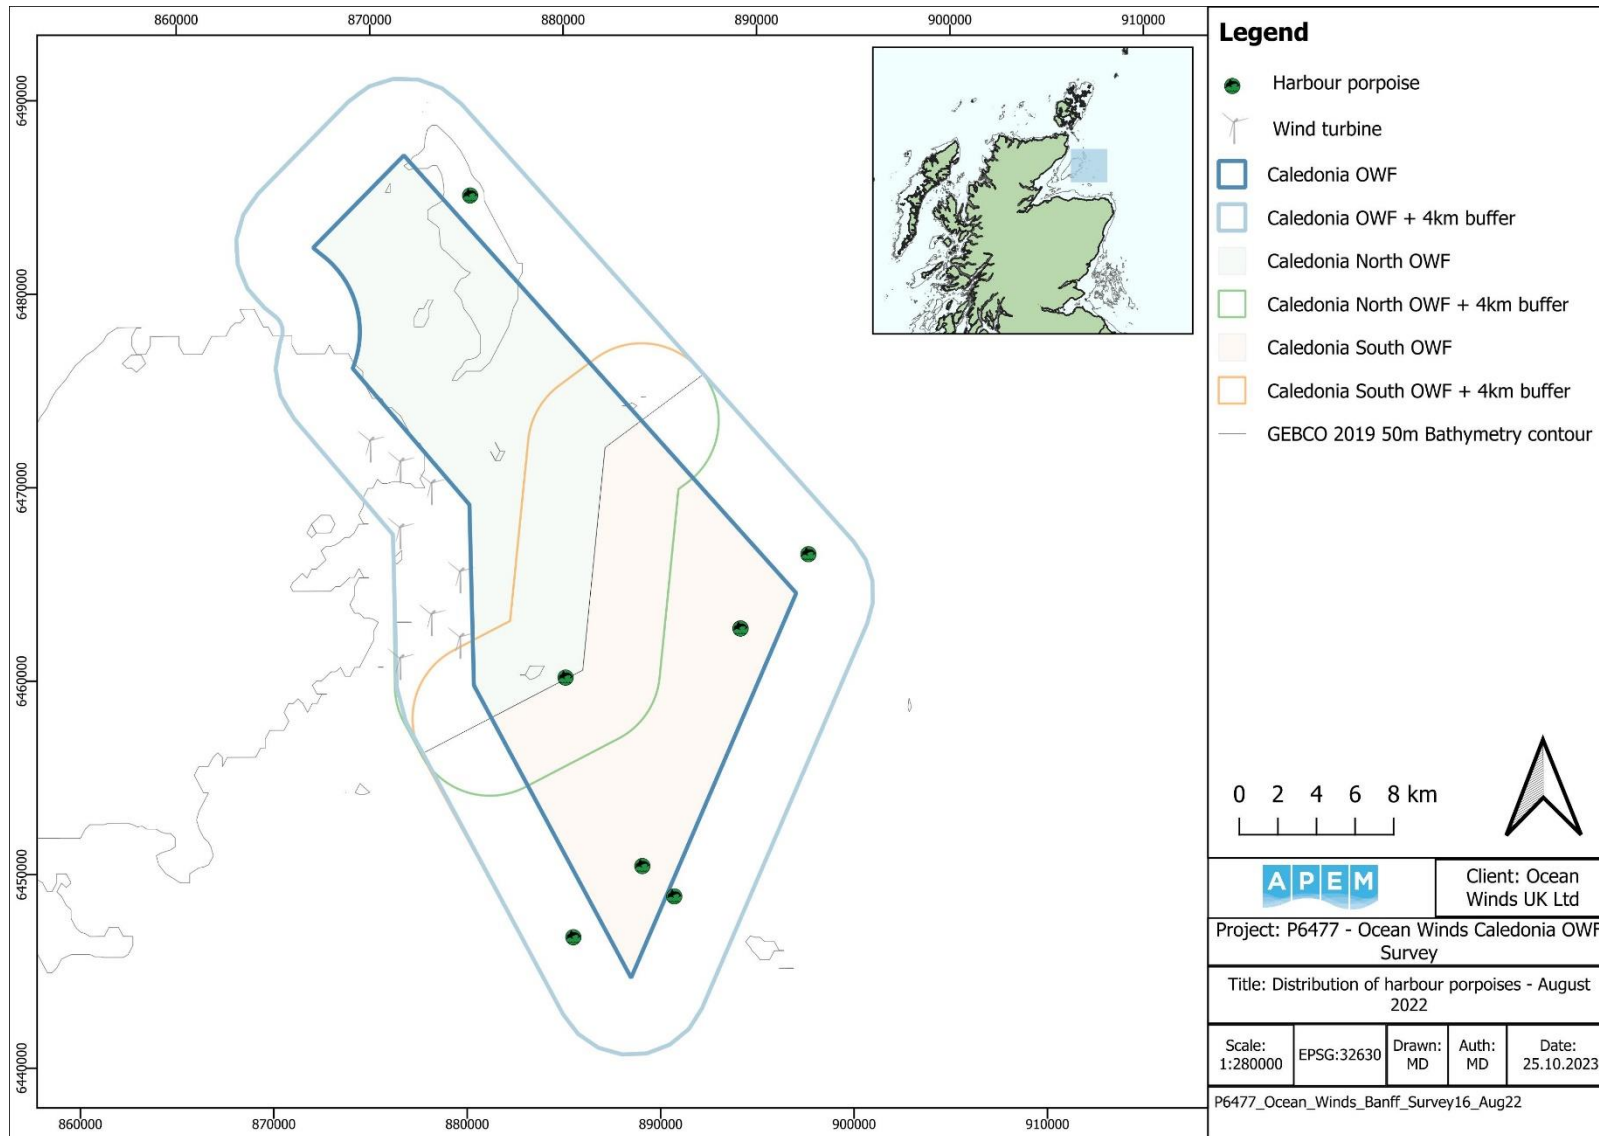 860000
870000
880000
890000
900000
910000
6490000
6480000
6470000
6460000
6450000
6440000
860000
870000
880000
890000
900000
910000
Legend
Harbour porpoise
Wind turbine
Caledonia OWF
Caledonia OWF + 4km buffer
Caledonia North OWF
Caledonia North OWF + 4km buffer
Caledonia South OWF
Caledonia South OWF + 4km buffer
GEBCO 2019 50m Bathymetry contour
0 2 4 6 8 km
APEM
Client: Ocean
Winds UK Ltd
Project: P6477 - Ocean Winds Caledonia OWF
Survey
Title: Distribution of harbour porpoises - August
2022
Scale:
1:280000
EPSG:32630
Drawn:
MD
Auth:
MD
Date:
25.10.2023
P6477_Ocean_Winds_Banff_Survey16_Aug22